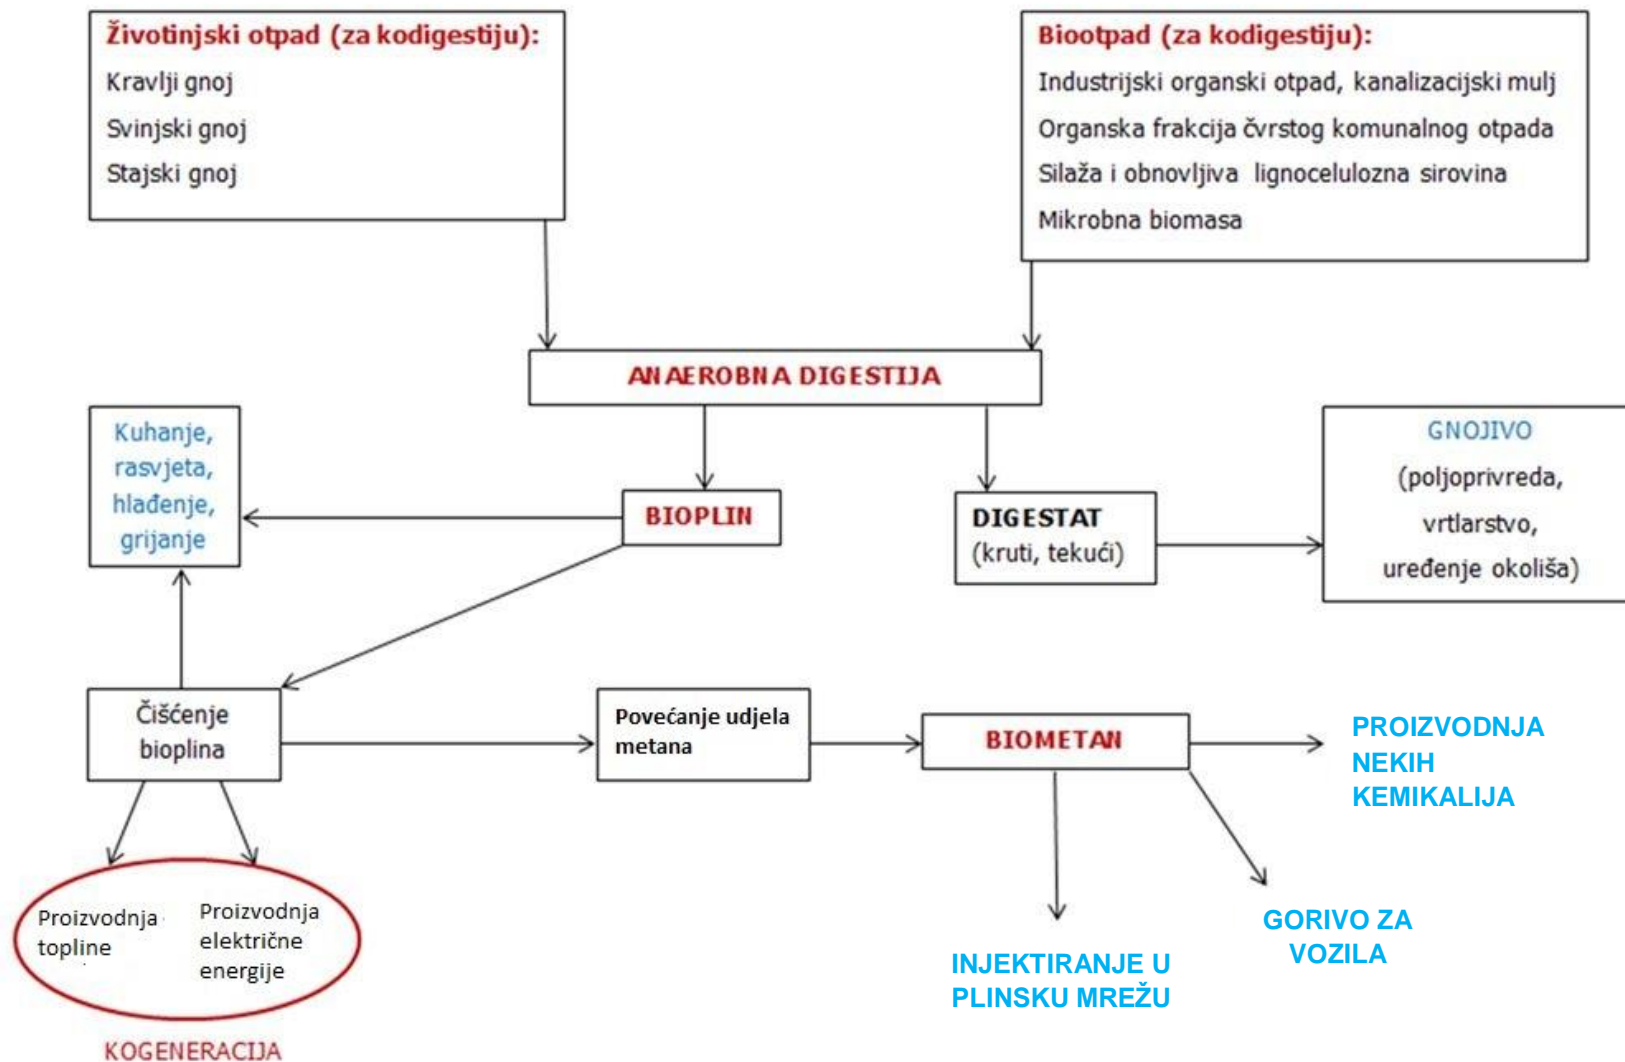 Životinjski otpad (za kodigestiju):
Kravlji gnoj
Svinjski gnoj
Stajski gnoj
Biootpad (za kodigestiju):
Industrijski organski otpad, kanalizacijski mulj
Organska frakcija čvrstog komunalnog otpada
Silaža i obnovljiva lignocelulozna sirovina
Mikrobna biomasa
ANAEROBNA DIGESTIJA
Kuhanje,
rasvjeta,
hlađenje,
grijanje
BIOPLIN
DIGESTAT
(kruti, tekući)
GNOJIVO
(poljoprivreda,
vrtlarstvo,
uređenje okoliša)
Čišćenje
bioplina
Povećanje udjela
metana
BIOMETAN
PROIZVODNJA
NEKIH
KEMIKALIJA
Proizvodnja
topline
Proizvodnja
električne
energije
KOGENERACIJA
INJEKTIRANJE U
PLINSKU MREŽU
GORIVO ZA
VOZILA